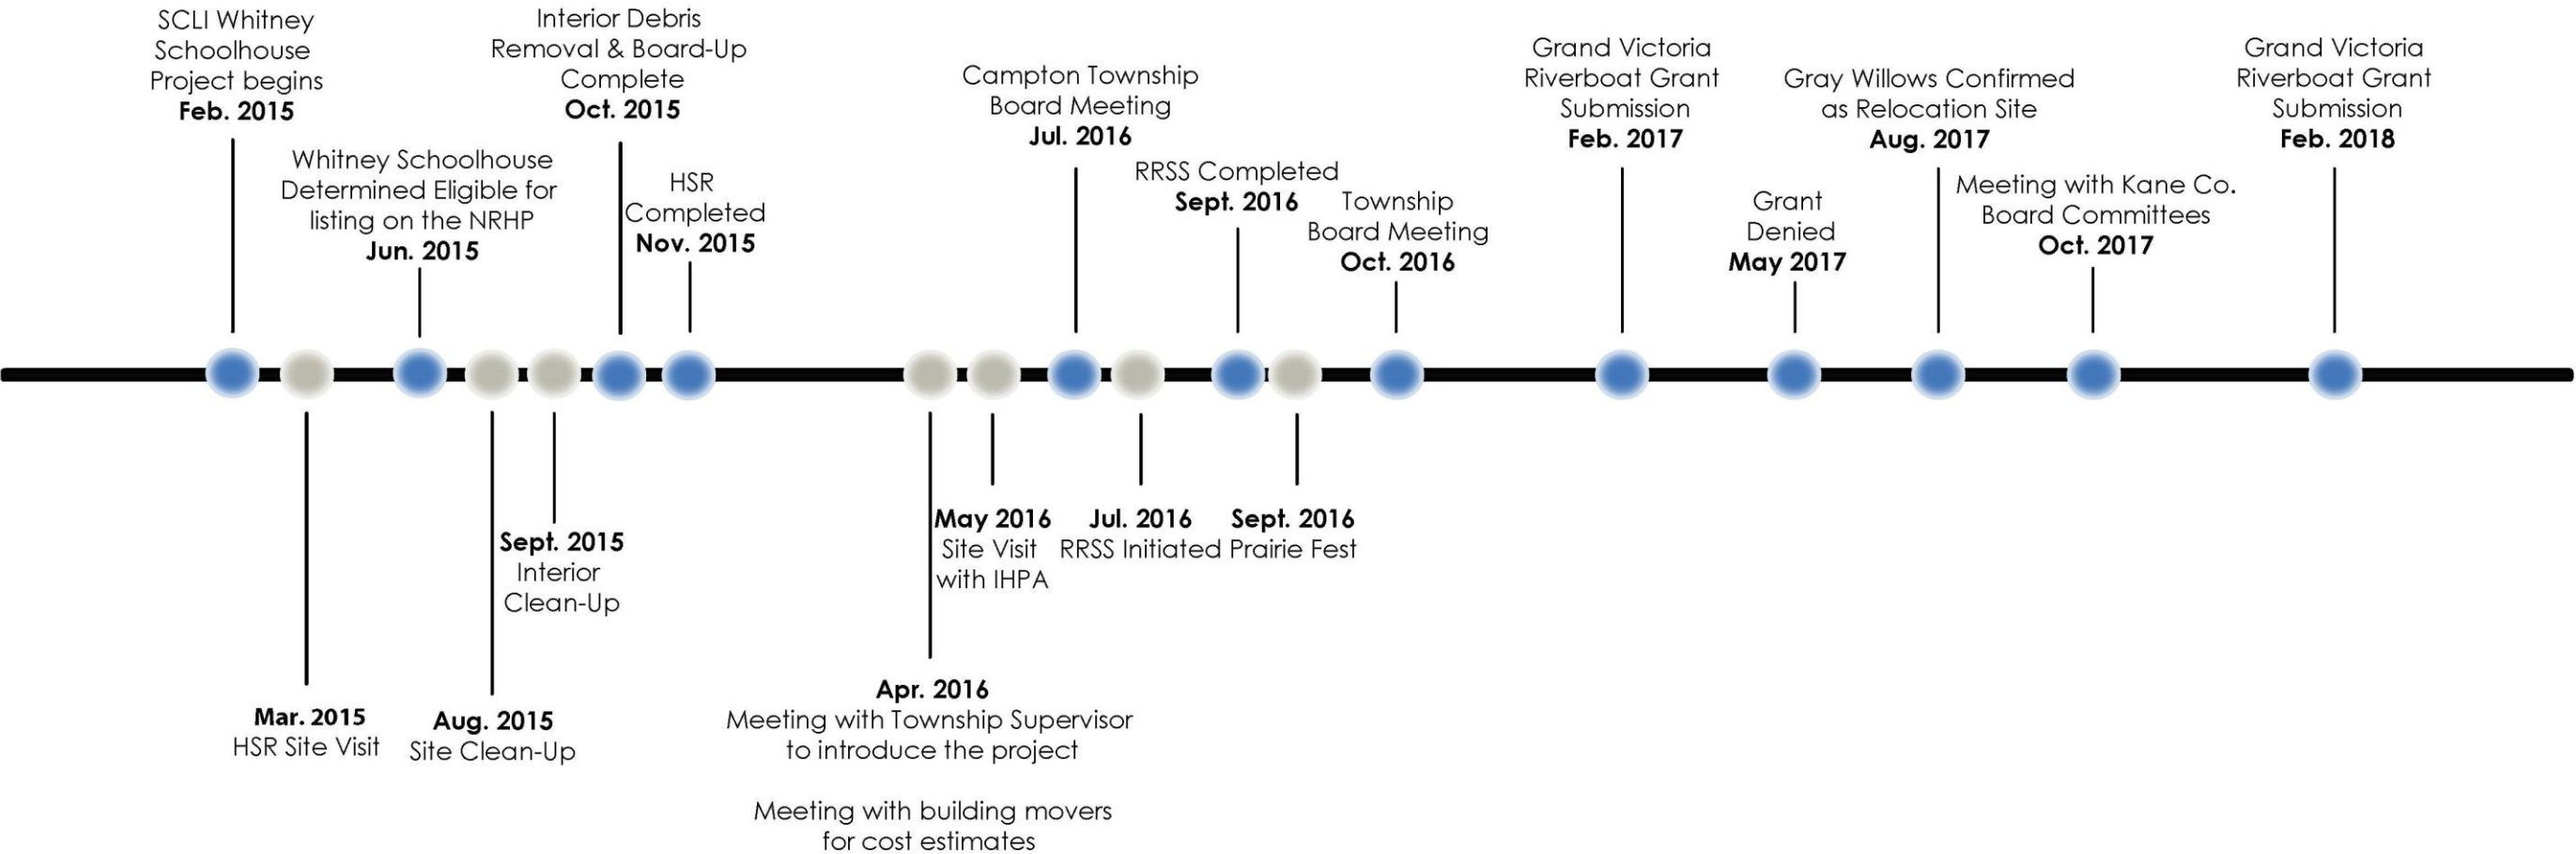 SCLI Whitney
Schoolhouse
Project begins
Feb. 2015
Whitney Schoolhouse
Determined Eligible for
listing on the NRHP
Jun. 2015
Interior Debris
Removal & Board-Up
Complete
Oct. 2015
HSR
Completed
Nov. 2015
Campton Township
Board Meeting
Jul. 2016
RRSS Completed
Sept. 2016
Township
Board Meeting
Oct. 2016
Grand Victoria
Riverboat Grant
Submission
Feb. 2017
Grant
Denied
May 2017
Gray Willows Confirmed
as Relocation Site
Aug. 2017
Meeting with Kane Co.
Board Committees
Oct. 2017
Grand Victoria
Riverboat Grant
Submission
Feb. 2018
Mar. 2015
HSR Site Visit
Aug. 2015
Site Clean-Up
Sept. 2015
Interior
Clean-Up
Apr. 2016
Meeting with Township Supervisor
to introduce the project
Meeting with building movers
for cost estimates
May 2016
Site Visit
with IHPA
Jul. 2016
RRSS Initiated
Sept. 2016
Prairie Fest